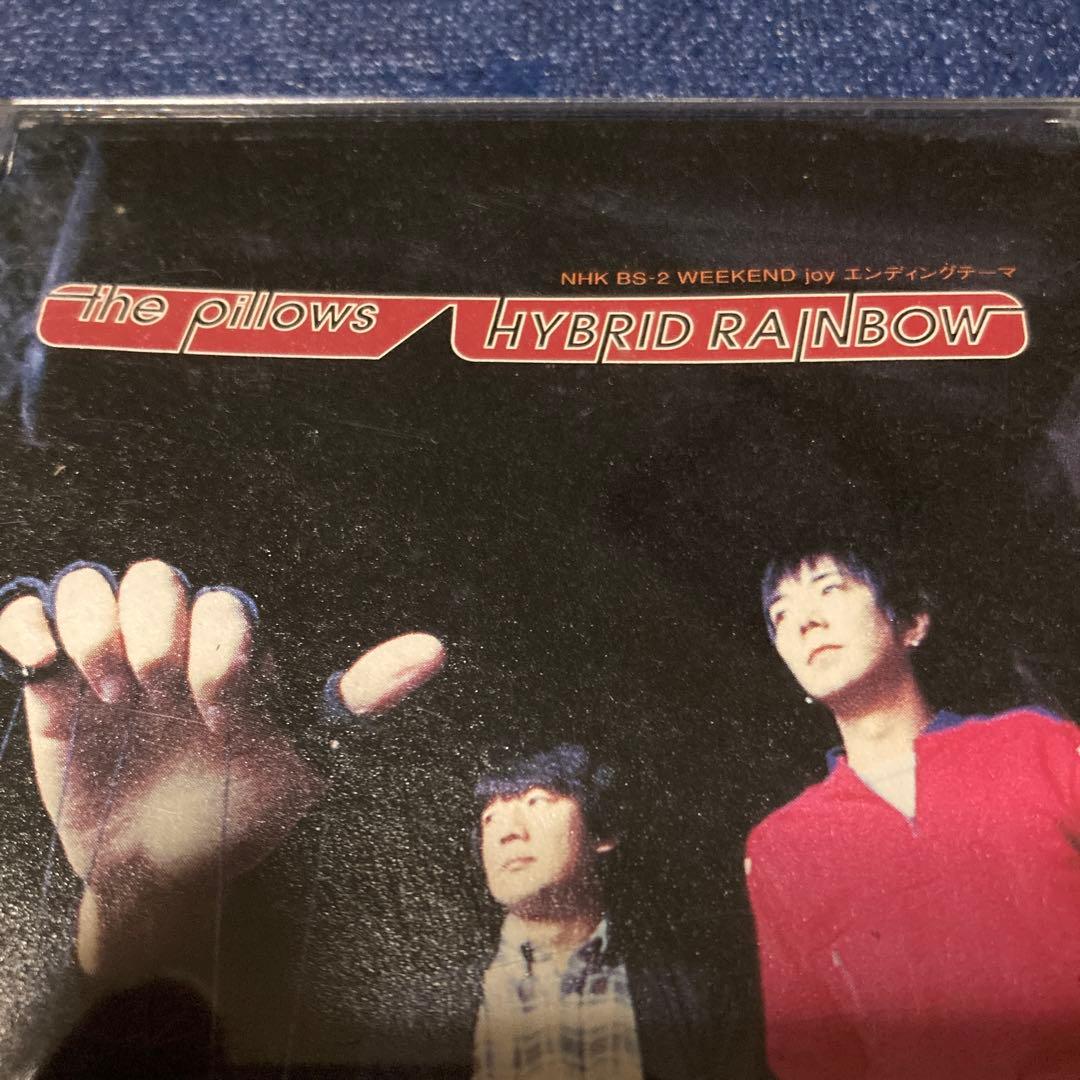 NHK BS-2 WEEKEND joy エンディングテーマ
the pillows HYBRID RAINBOW